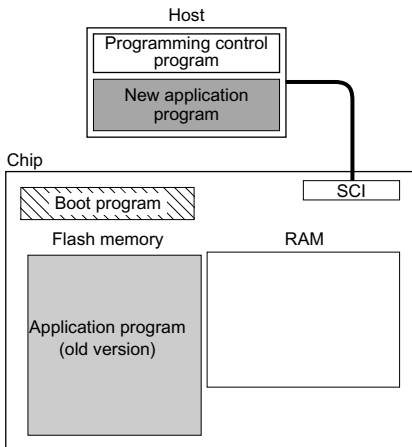 Host
Programming control
program
New application
program
Chip
SCI
Boot program
Flash memory
RAM
Application program
(old version)